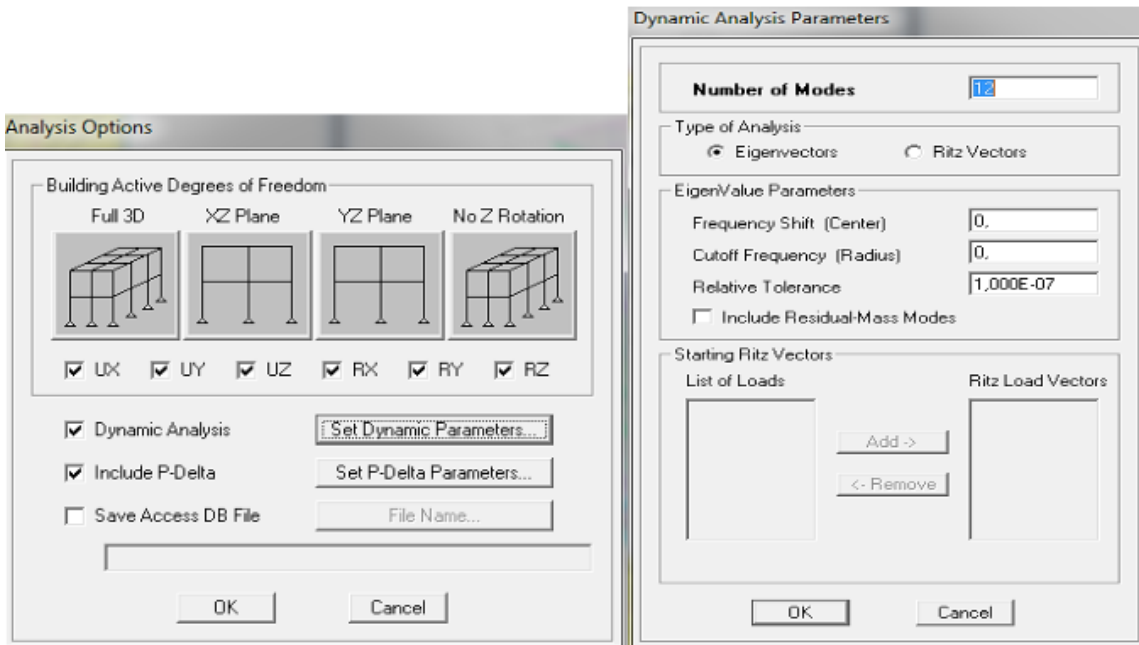 Analysis Options
Building Active Degrees of Freedom
Full 3D XZ Plane YZ Plane No Z Rotation
UX UY UZ RX RY RZ
Dynamic Analysis Set Dynamic Parameters...
Include P-Delta Set P-Delta Parameters...
Save Access DB File File Name...
OK Cancel
Dynamic Analysis Parameters
Number of Modes 12
Type of Analysis
Eigenvectors Ritz Vectors
EigenValue Parameters
Frequency Shift (Center) 0,
Cutoff Frequency (Radius) 0,
Relative Tolerance 1,000E-07
Include Residual-Mass Modes
Starting Ritz Vectors
List of Loads Ritz Load Vectors
Add ->
<- Remove
OK Cancel